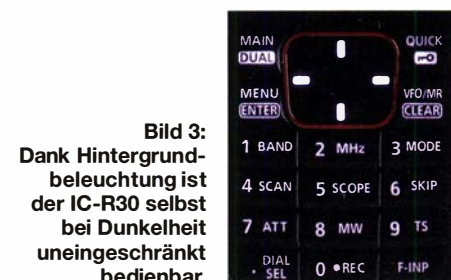 Bild 3:
Dank Hintergrund-
beleuchtung ist
der IC-R30 selbst
bei Dunkelheit
uneingeschränkt
bedienbar.
MAIN QUICK
DUAL
MENU VFO/MR
ENTER CLEAR
1 BAND 2 MHz 3 MODE
4 SCAN 5 SCOPE 6 SKIP
7 ATT 8 MW 9 TS
. DIAL SEL 0 ●REC F-INP